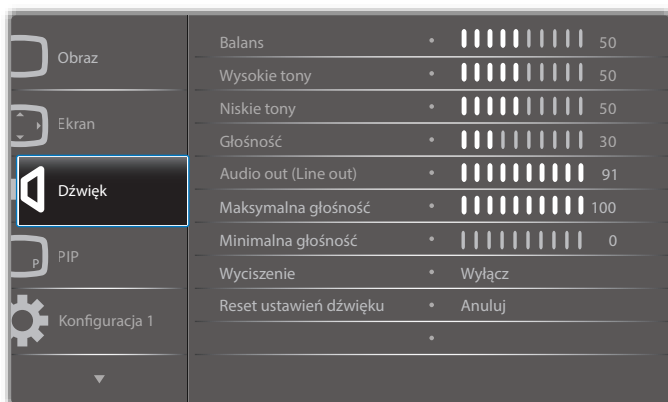 Obraz
Ekran
Dźwięk
P
PIP
Konfiguracja 1
Balans • 50
Wysokie tony • 50
Niskie tony • 50
Głośność • 30
Audio out (Line out) • 91
Maksymalna głośność • 100
Minimalna głośność • 0
Wyciszenie • Wyłącz
Reset ustawień dźwięku • Anuluj
•